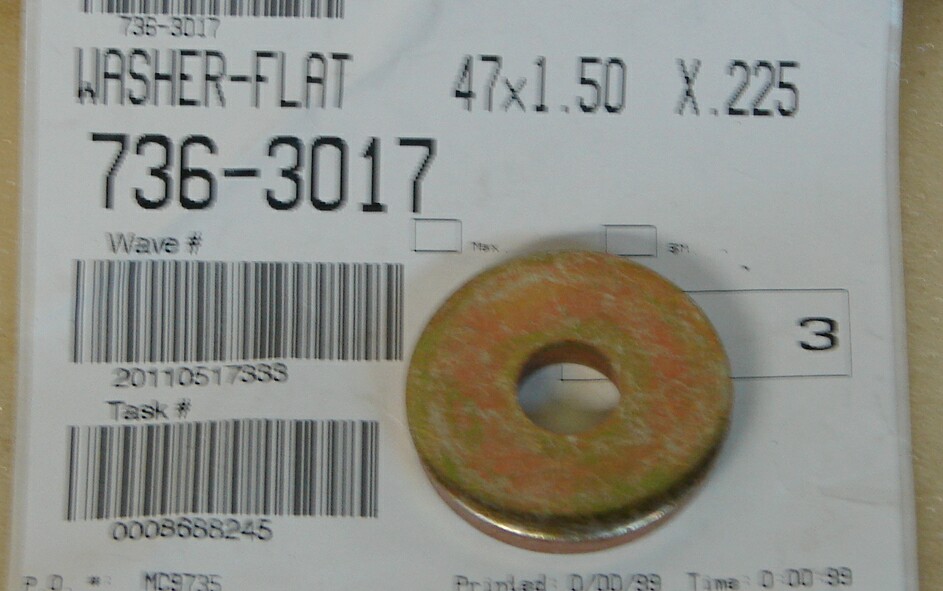 736-3017
WASHER-FLAT 47x1.50 X.225
736-3017
Wave #
Max
3
20110517333
Task #
0008688245
P.O. #: MC9735 Printed: 0/00/99 Time: 0:00:99